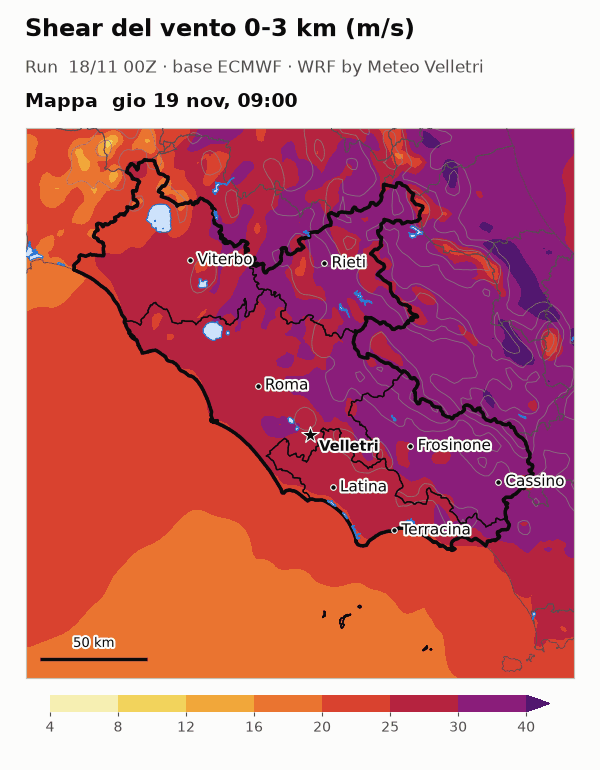 Shear del vento 0-3 km (m/s)
Run  18/11 00Z · base ECMWF · WRF by Meteo Velletri
Mappa  gio 19 nov, 09:00
Viterbo
Rieti
Roma
Velletri
Frosinone
Cassino
Latina
Terracina
50 km
4 8 12 16 20 25 30 40